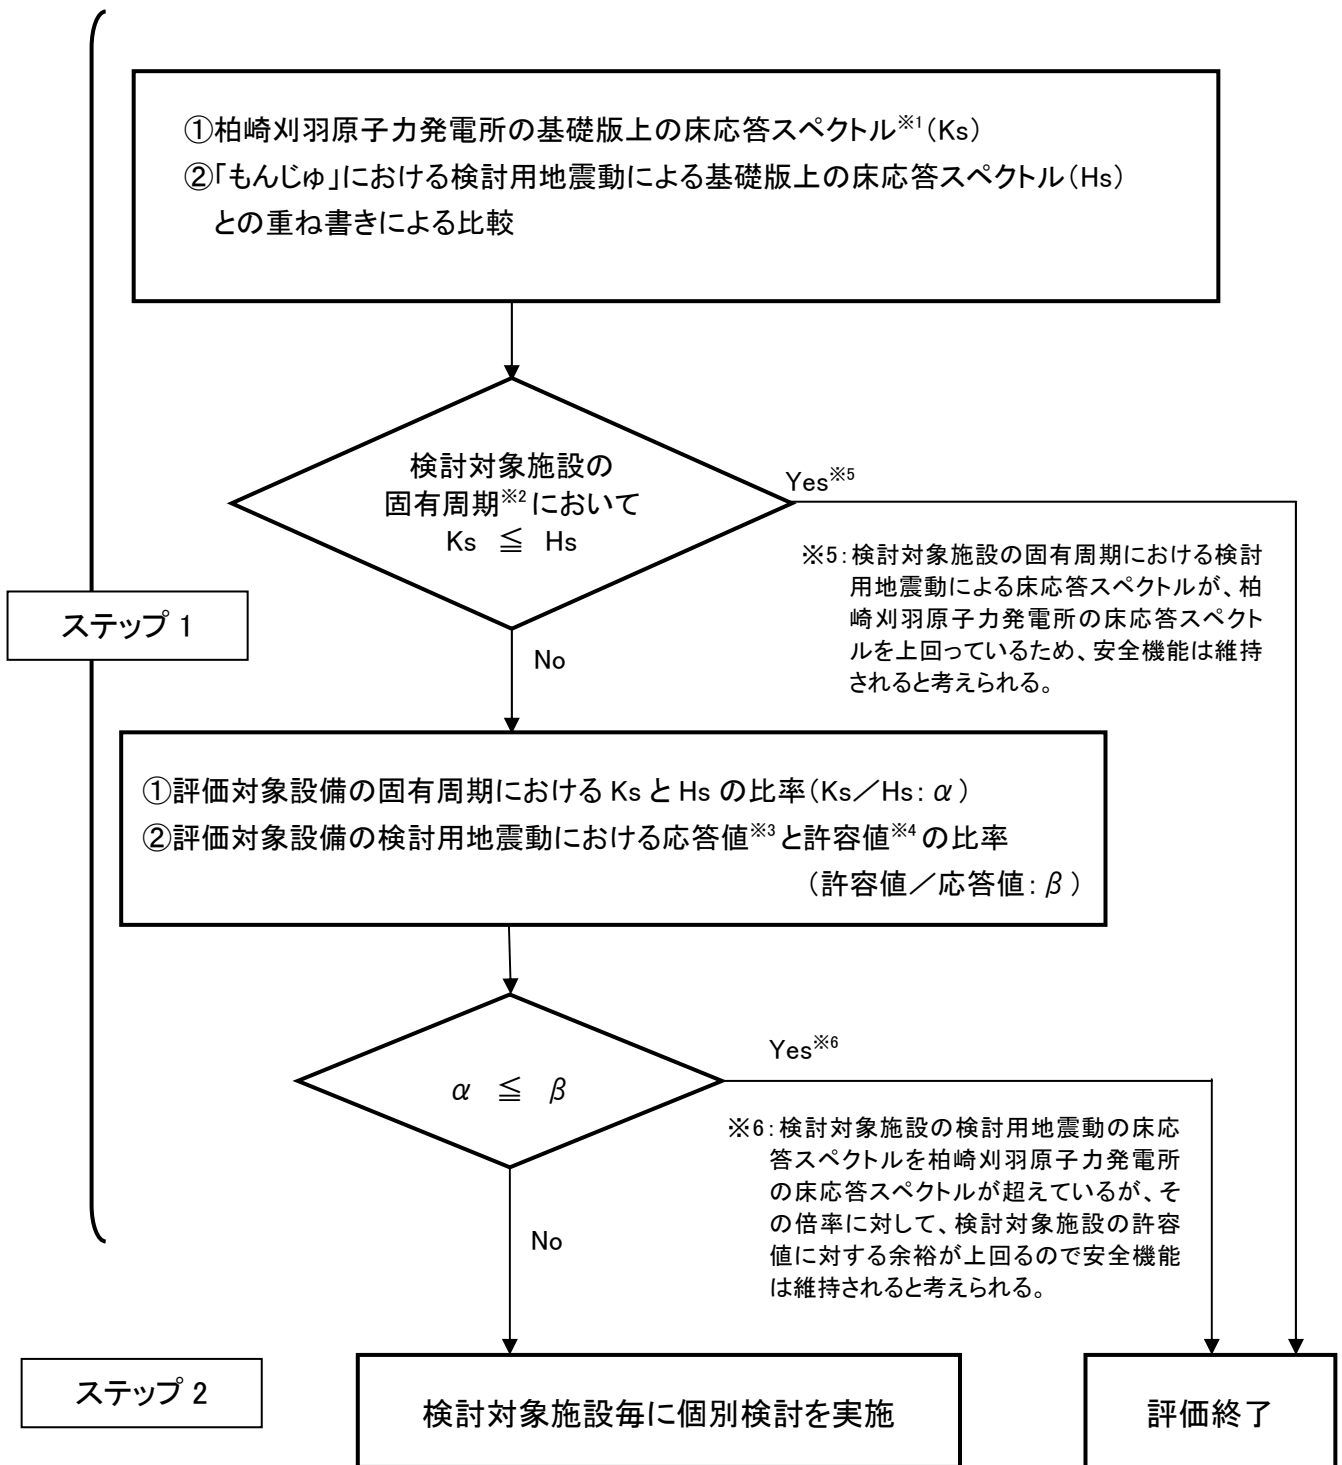 ①柏崎刈羽原子力発電所の基礎版上の床応答スペクトル※1(Ks)
②「もんじゅ」における検討用地震動による基礎版上の床応答スペクトル(Hs)
との重ね書きによる比較
検討対象施設の
固有周期※2において
Ks ≦ Hs
Yes※5
※5:検討対象施設の固有周期における検討
用地震動による床応答スペクトルが、柏
崎刈羽原子力発電所の床応答スペクト
ルを上回っているため、安全機能は維持
されると考えられる。
ステップ 1
No
①評価対象設備の固有周期における Ks と Hs の比率(Ks/Hs:α)
②評価対象設備の検討用地震動における応答値※3と許容値※4の比率
(許容値/応答値:β)
α ≦ β
Yes※6
※6:検討対象施設の検討用地震動の床応
答スペクトルを柏崎刈羽原子力発電所
の床応答スペクトルが超えているが、そ
の倍率に対して、検討対象施設の許容
値に対する余裕が上回るので安全機能
は維持されると考えられる。
No
ステップ 2
検討対象施設毎に個別検討を実施
評価終了